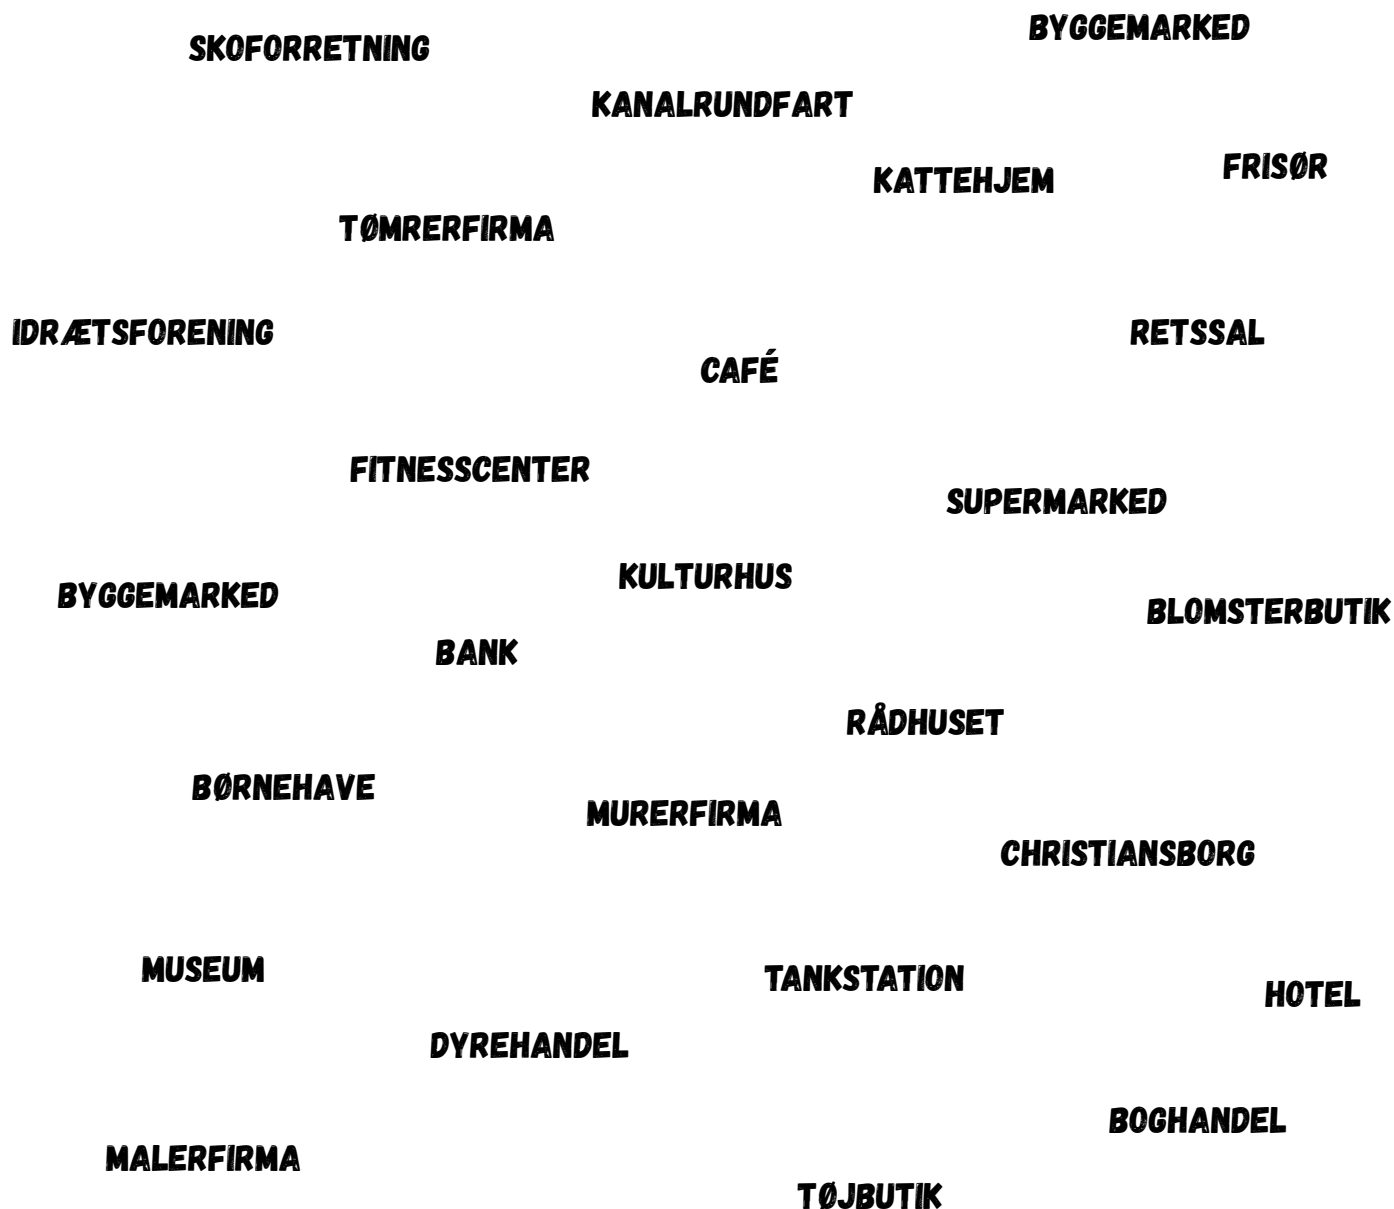 BYGGEMARKED
SKOFORRETNING
KANALRUNDFART
FRISØR
KATTEHJEM
TØMRERFIRMA
IDRÆTSFORENING
RETSSAL
CAFÉ
FITNESSCENTER
SUPERMARKED
KULTURHUS
BYGGEMARKED
BLOMSTERBUTIK
BANK
RÅDHUSET
BØRNEHAVE
MURERFIRMA
CHRISTIANSBORG
MUSEUM
TANKSTATION
HOTEL
DYREHANDEL
BOGHANDEL
MALERFIRMA
TØJBUTIK